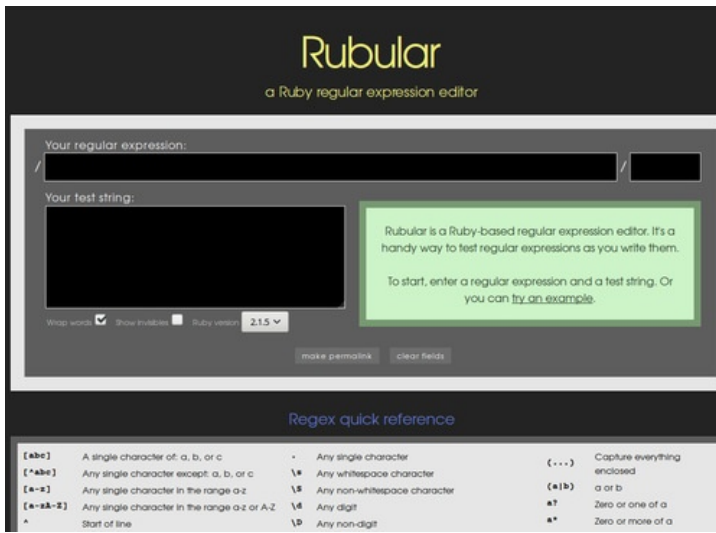 Rubular
a Ruby regular expression editor
Your regular expression:
/ / 
Your test string:
Rubular is a Ruby-based regular expression editor. It's a
handy way to test regular expressions as you write them.
To start, enter a regular expression and a test string. Or
you can try an example.
Wrap words Show invisibles Ruby version 2.1.5
make permalink clear fields
Regex quick reference
[abc] A single character of: a, b, or c
[^abc] Any single character except: a, b, or c
[a-z] Any single character in the range a-z
[a-zA-Z] Any single character in the range a-z or A-Z
^ Start of line
. Any single character
\s Any whitespace character
\S Any non-whitespace character
\d Any digit
\D Any non-digit
(...) Capture everything
enclosed
(a|b) a or b
a? Zero or one of a
a* Zero or more of a